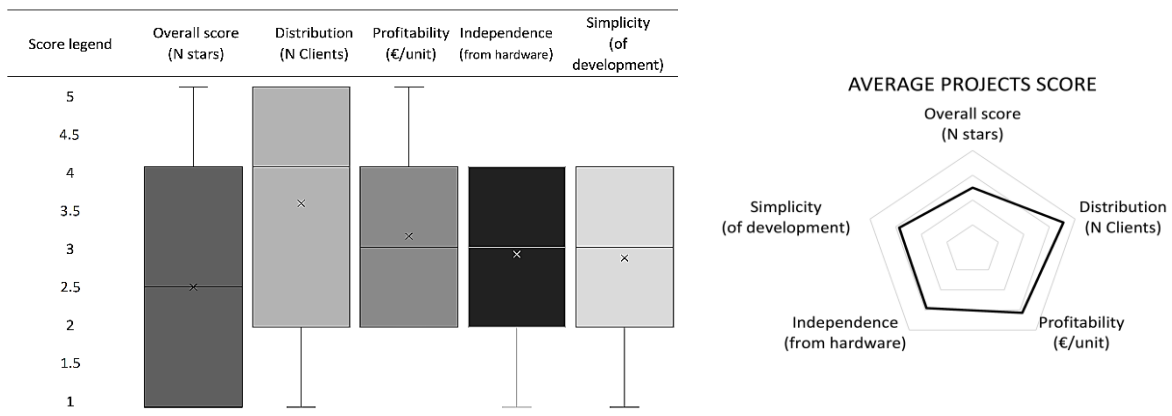 Score legend
Overall score
(N stars)
Distribution
(N Clients)
Profitability
(€/unit)
Independence
(from hardware)
Simplicity
(of
development)
5
4.5
4
3.5
3
2.5
2
1.5
1
AVERAGE PROJECTS SCORE
Overall score
(N stars)
Distribution
(N Clients)
Profitability
(€/unit)
Independence
(from hardware)
Simplicity
(of development)